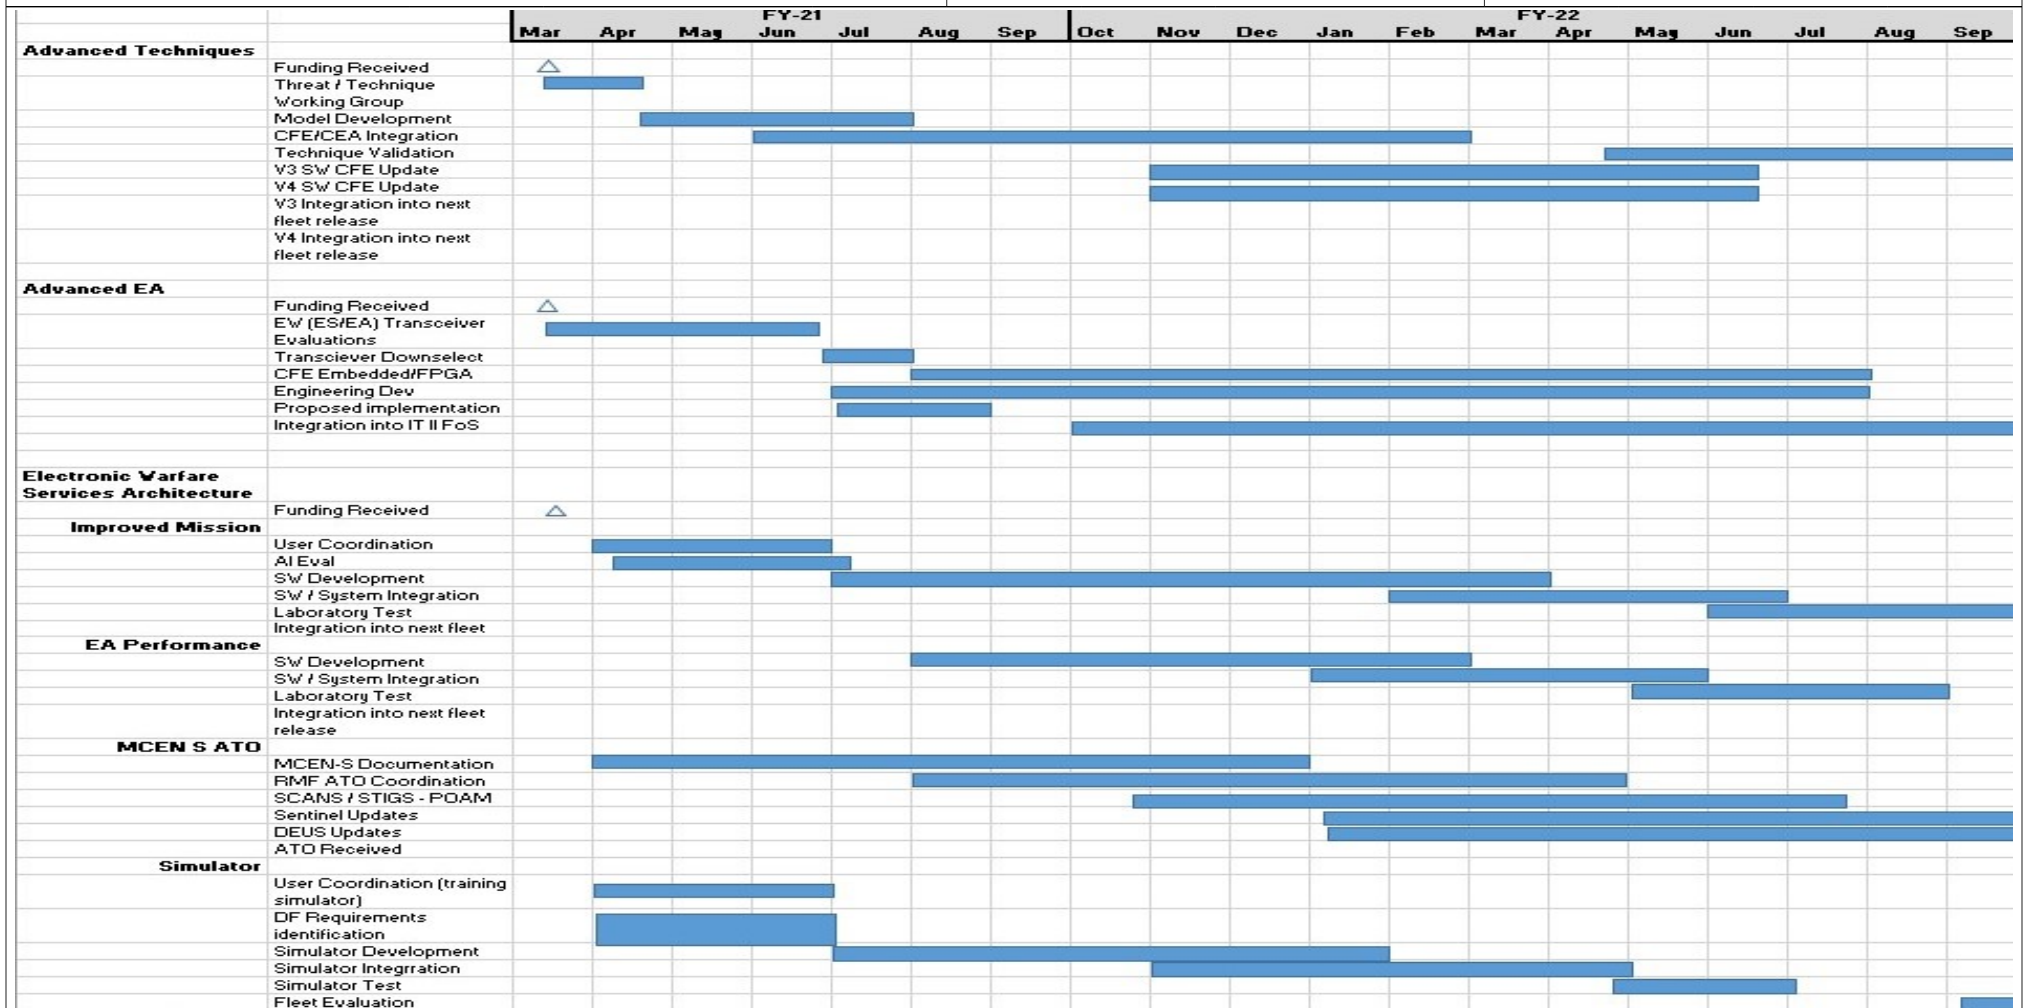 FY-21 FY-22
Mar Apr May Jun Jul Aug Sep Oct Nov Dec Jan Feb Mar Apr May Jun Jul Aug Sep
Advanced Techniques
Funding Received
Threat / Technique
Working Group
Model Development
CFE/CEA Integration
Technique Validation
V3 SW CFE Update
V4 SW CFE Update
V3 Integration into next
fleet release
V4 Integration into next
fleet release
Advanced EA
Funding Received
EW (ES/EA) Transceiver
Evaluations
Transciever Downselect
CFE Embedded/FPGA
Engineering Dev
Proposed implementation
Integration into IT II FoS
Electronic Warfare
Services Architecture
Funding Received
Improved Mission
User Coordination
AI Eval
SW Development
SW / System Integration
Laboratory Test
Integration into next fleet
EA Performance
SW Development
SW / System Integration
Laboratory Test
Integration into next fleet
release
MCEN S ATO
MCEN-S Documentation
RMF ATO Coordination
SCANS / STIGS - POAM
Sentinel Updates
DEUS Updates
ATO Received
Simulator
User Coordination (training
simulator)
DF Requirements
identification
Simulator Development
Simulator Integrration
Simulator Test
Fleet Evaluation